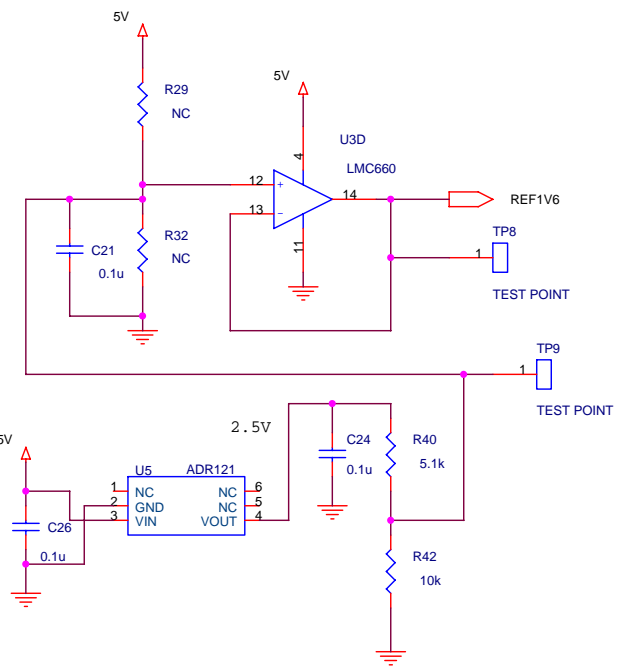 5V
R29
NC
5V
U3D
LMC660
4
12
+
14
13
−
11
REF1V6
R32
NC
C21
0.1u
TP8
1
TEST POINT
TP9
1
TEST POINT
2.5V
C24
0.1u
R40
5.1k
5V
U5
ADR121
1
NC
NC
6
2
GND
NC
5
3
VIN
VOUT
4
C26
0.1u
R42
10k